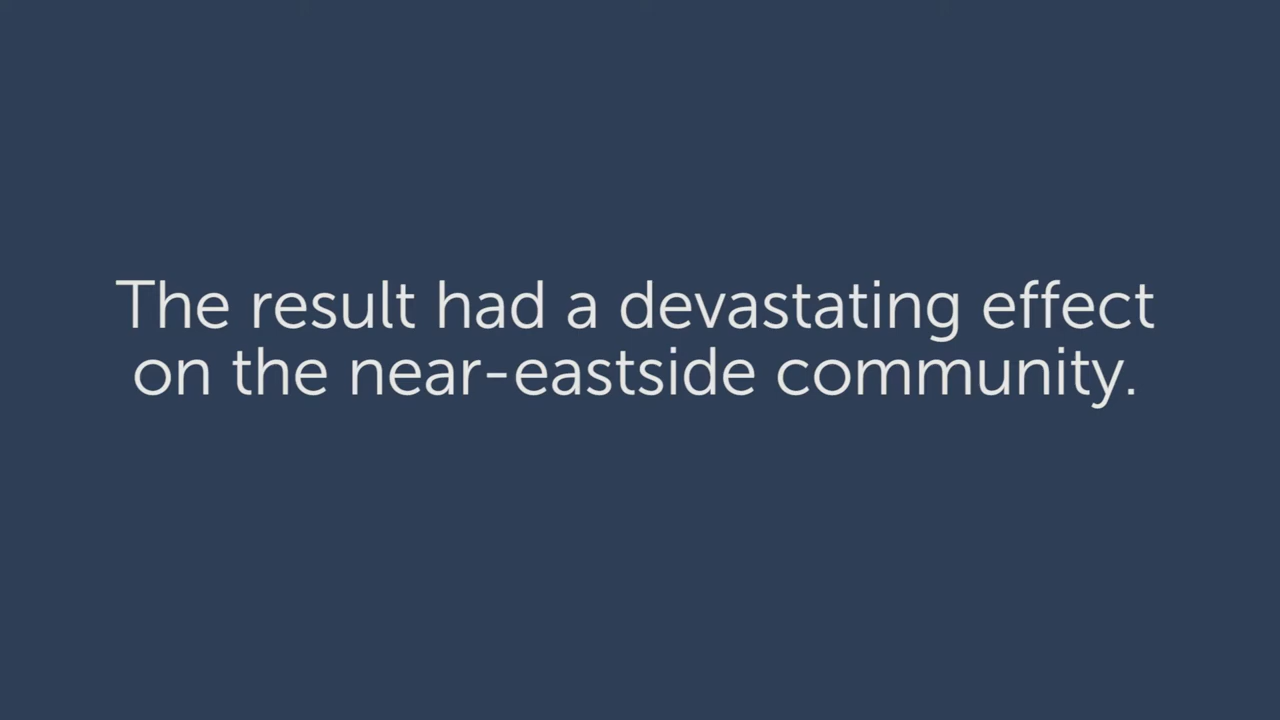 The result had a devastating effect
on the near-eastside community.